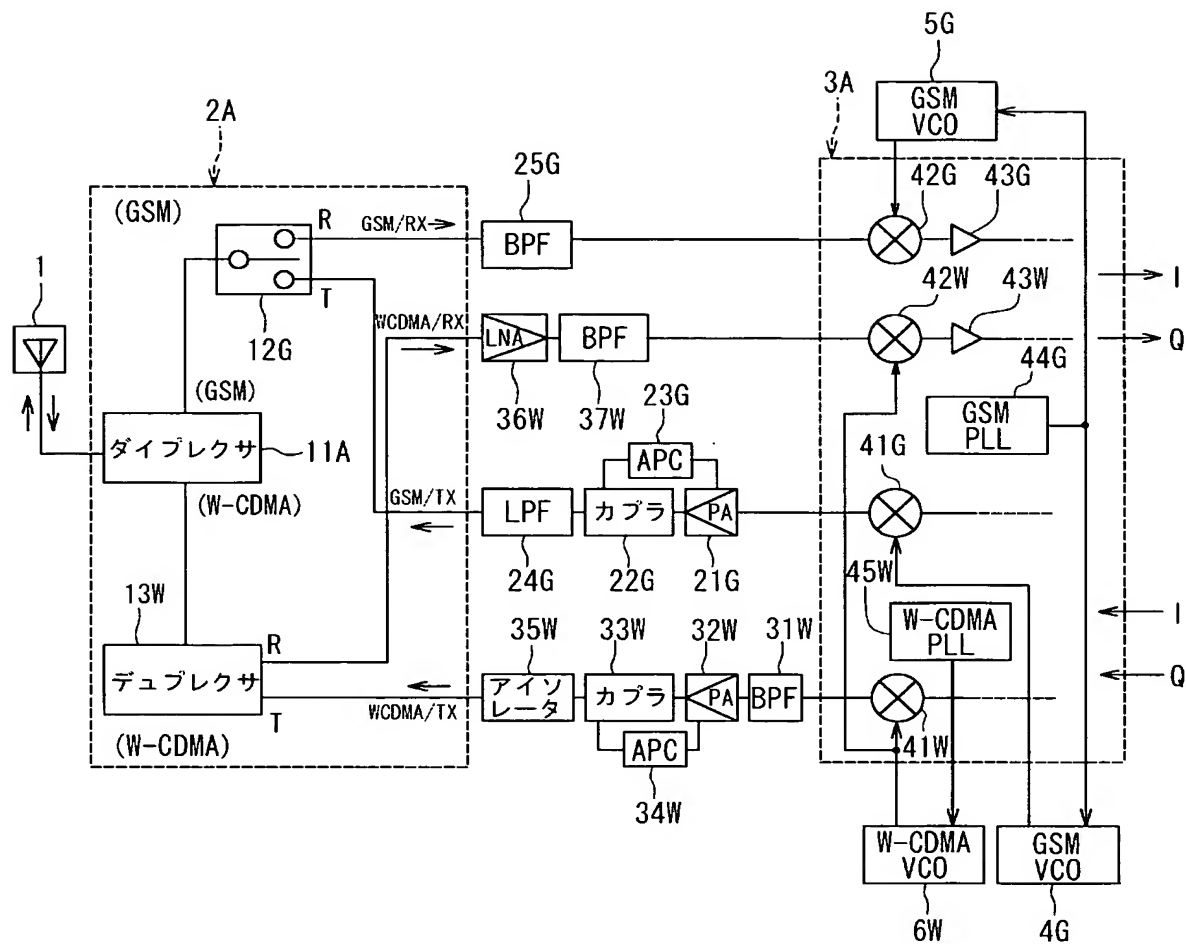 5G
GSM
VCO
3A
2A
25G
42G
43G
(GSM)
R
GSM/RX→
BPF
T
12G
1
I
WCDMA/RX
LNA
BPF
42W
43W
Q
36W
37W
44G
GSM
PLL
(GSM)
ダイプレクサ
11A
(W-CDMA)
23G
APC
41G
GSM/TX
LPF
カプラ
PA
24G
22G
21G
45W
W-CDMA
PLL
I
13W
デュプレクサ
R
T
(W-CDMA)
35W
33W
32W
31W
アイソ
レータ
カプラ
PA
BPF
Q
WCDMA/TX
APC
34W
41W
W-CDMA
VCO
GSM
VCO
6W
4G